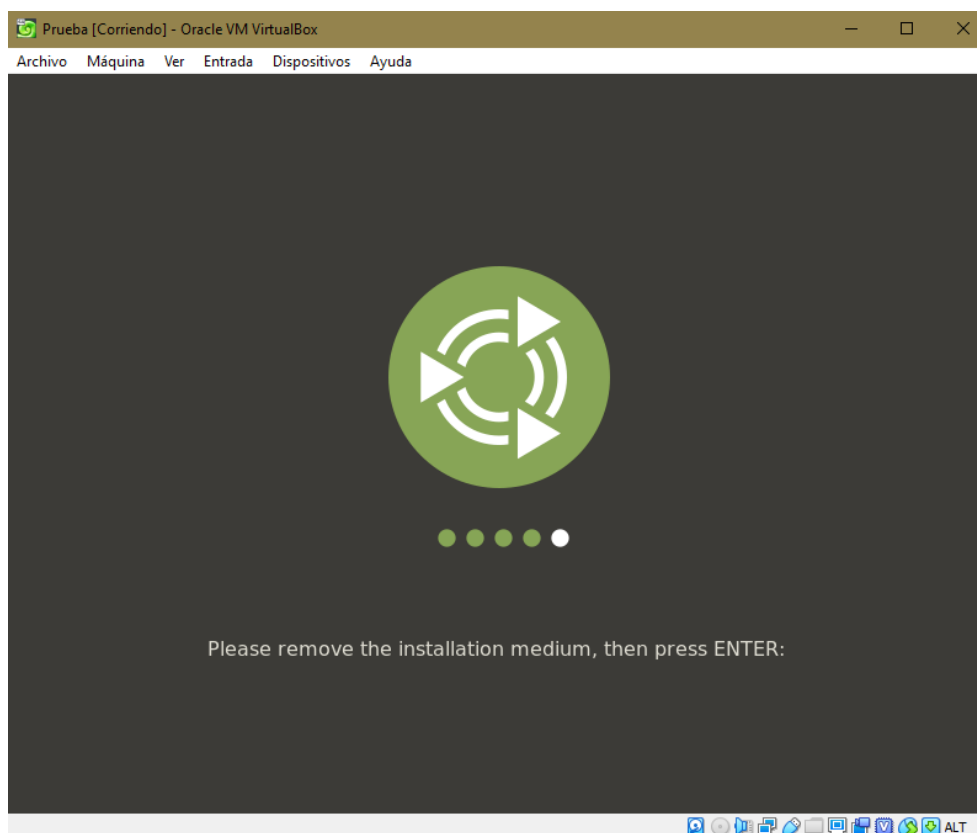 Prueba [Corriendo] - Oracle VM VirtualBox
Archivo Máquina Ver Entrada Dispositivos Ayuda
Please remove the installation medium, then press ENTER:
ALT